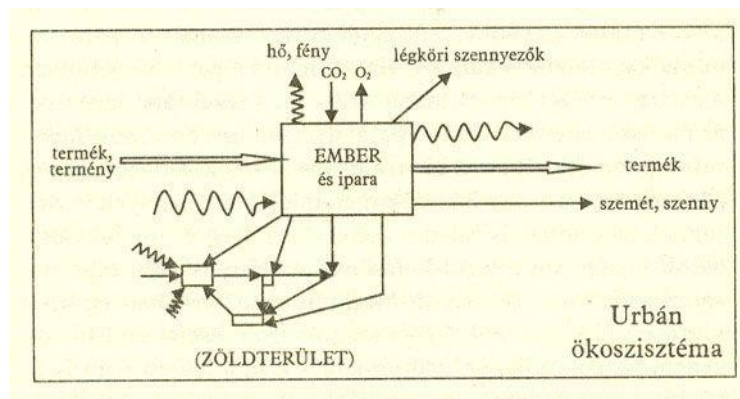 hő, fény
CO₂ O₂
légköri szennyezők
termék,
termény
EMBER
és ipara
termék
szemét, szenny
(ZÖLDTERÜLET)
Urbán
ökoszisztéma